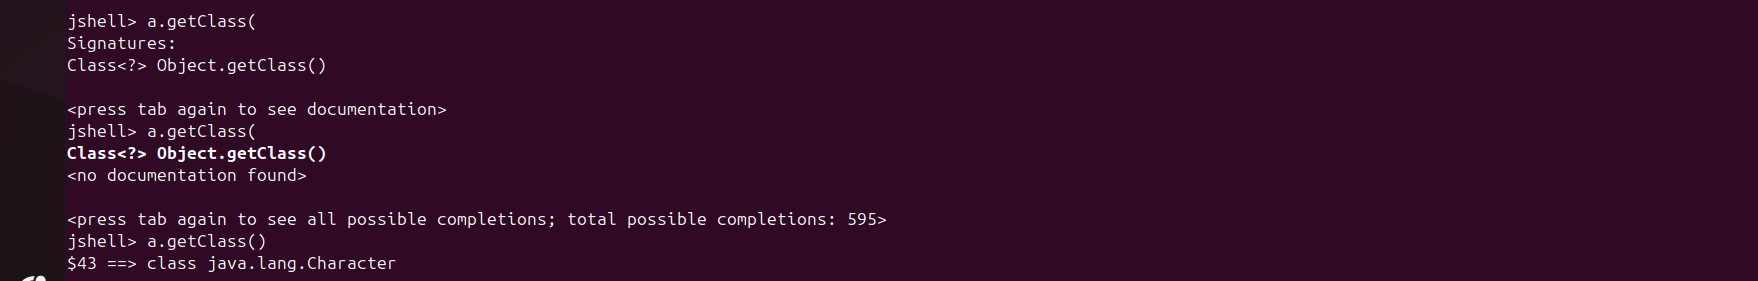 jshell> a.getClass(
Signatures:
Class<?> Object.getClass()
<press tab again to see documentation>
jshell> a.getClass(
Class<?> Object.getClass()
<no documentation found>
<press tab again to see all possible completions; total possible completions: 595>
jshell> a.getClass()
$43 ==> class java.lang.Character